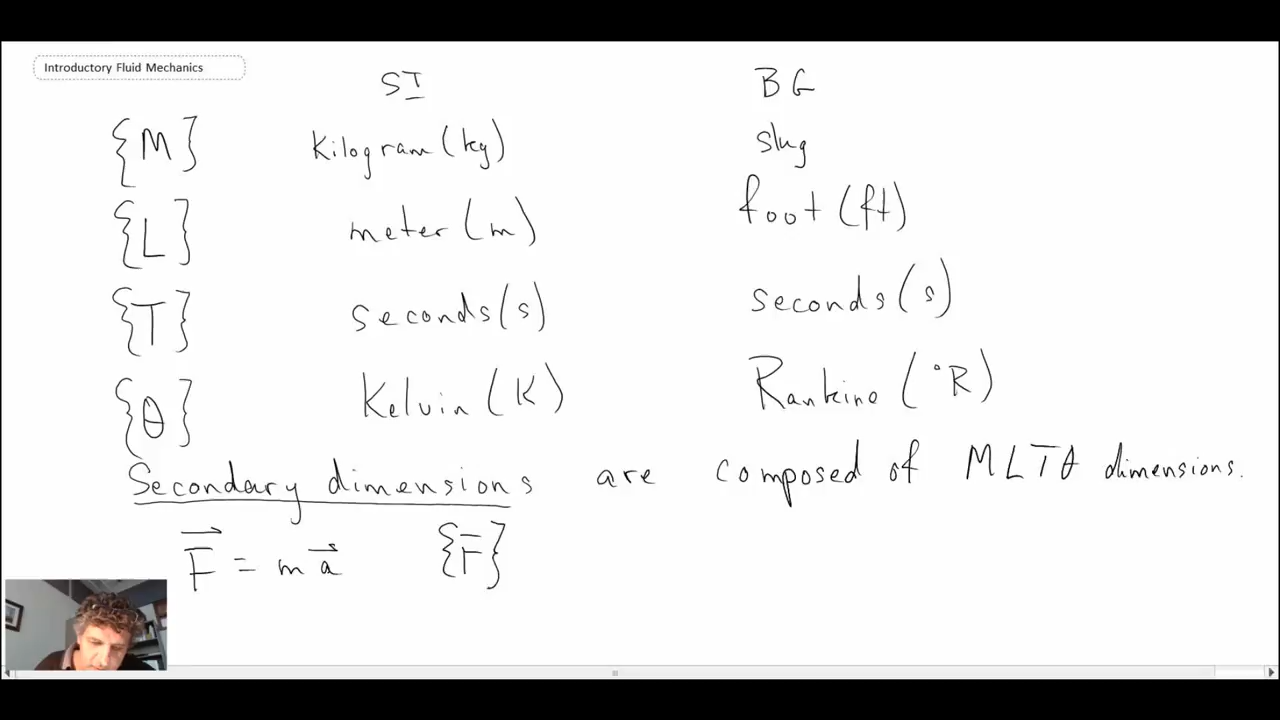 Introductory Fluid Mechanics
SI BG
{M} Kilogram (kg) slug
{L} meter (m) foot (ft)
{T} seconds (s) seconds (s)
{θ} Kelvin (K) Rankine (°R)
Secondary dimensions are composed of MLTθ dimensions.
F⃗ = m a⃗ {F}